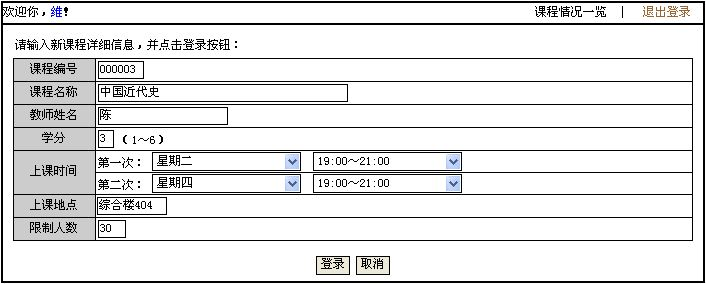 欢迎你，维！ 课程情况一览 | 退出登录
请输入新课程详细信息，并点击登录按钮：
课程编号 000003
课程名称 中国近代史
教师姓名 陈
学分 3 （1～6）
上课时间 第一次： 星期二 19:00～21:00
第二次： 星期四 19:00～21:00
上课地点 综合楼404
限制人数 30
登录 取消